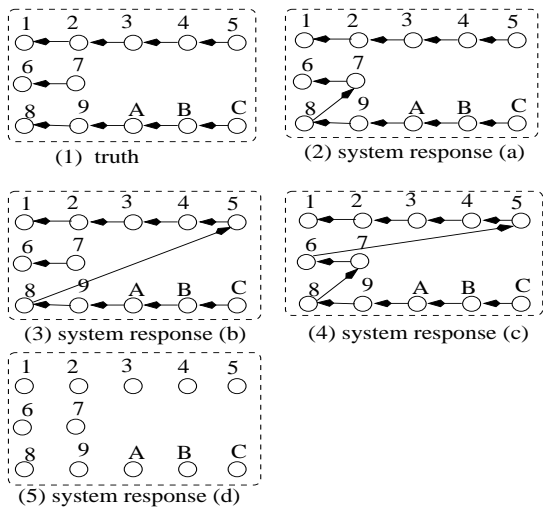 1 2 3 4 5
6 7
8 9 A B C
(1) truth
1 2 3 4 5
6 7
8 9 A B C
(2) system response (a)
1 2 3 4 5
6 7
8 9 A B C
(3) system response (b)
1 2 3 4 5
6 7
8 9 A B C
(4) system response (c)
1 2 3 4 5
6 7
8 9 A B C
(5) system response (d)